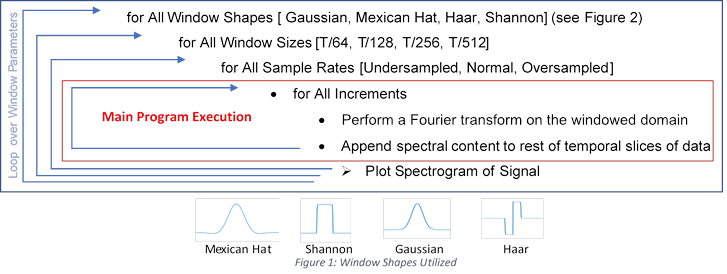 Loop over Window Parameters
for All Window Shapes [ Gaussian, Mexican Hat, Haar, Shannon] (see Figure 2)
for All Window Sizes [T/64, T/128, T/256, T/512]
for All Sample Rates [Undersampled, Normal, Oversampled]
• for All Increments
Main Program Execution
• Perform a Fourier transform on the windowed domain
• Append spectral content to rest of temporal slices of data
➢ Plot Spectrogram of Signal
Mexican Hat Shannon Gaussian Haar
Figure 1: Window Shapes Utilized